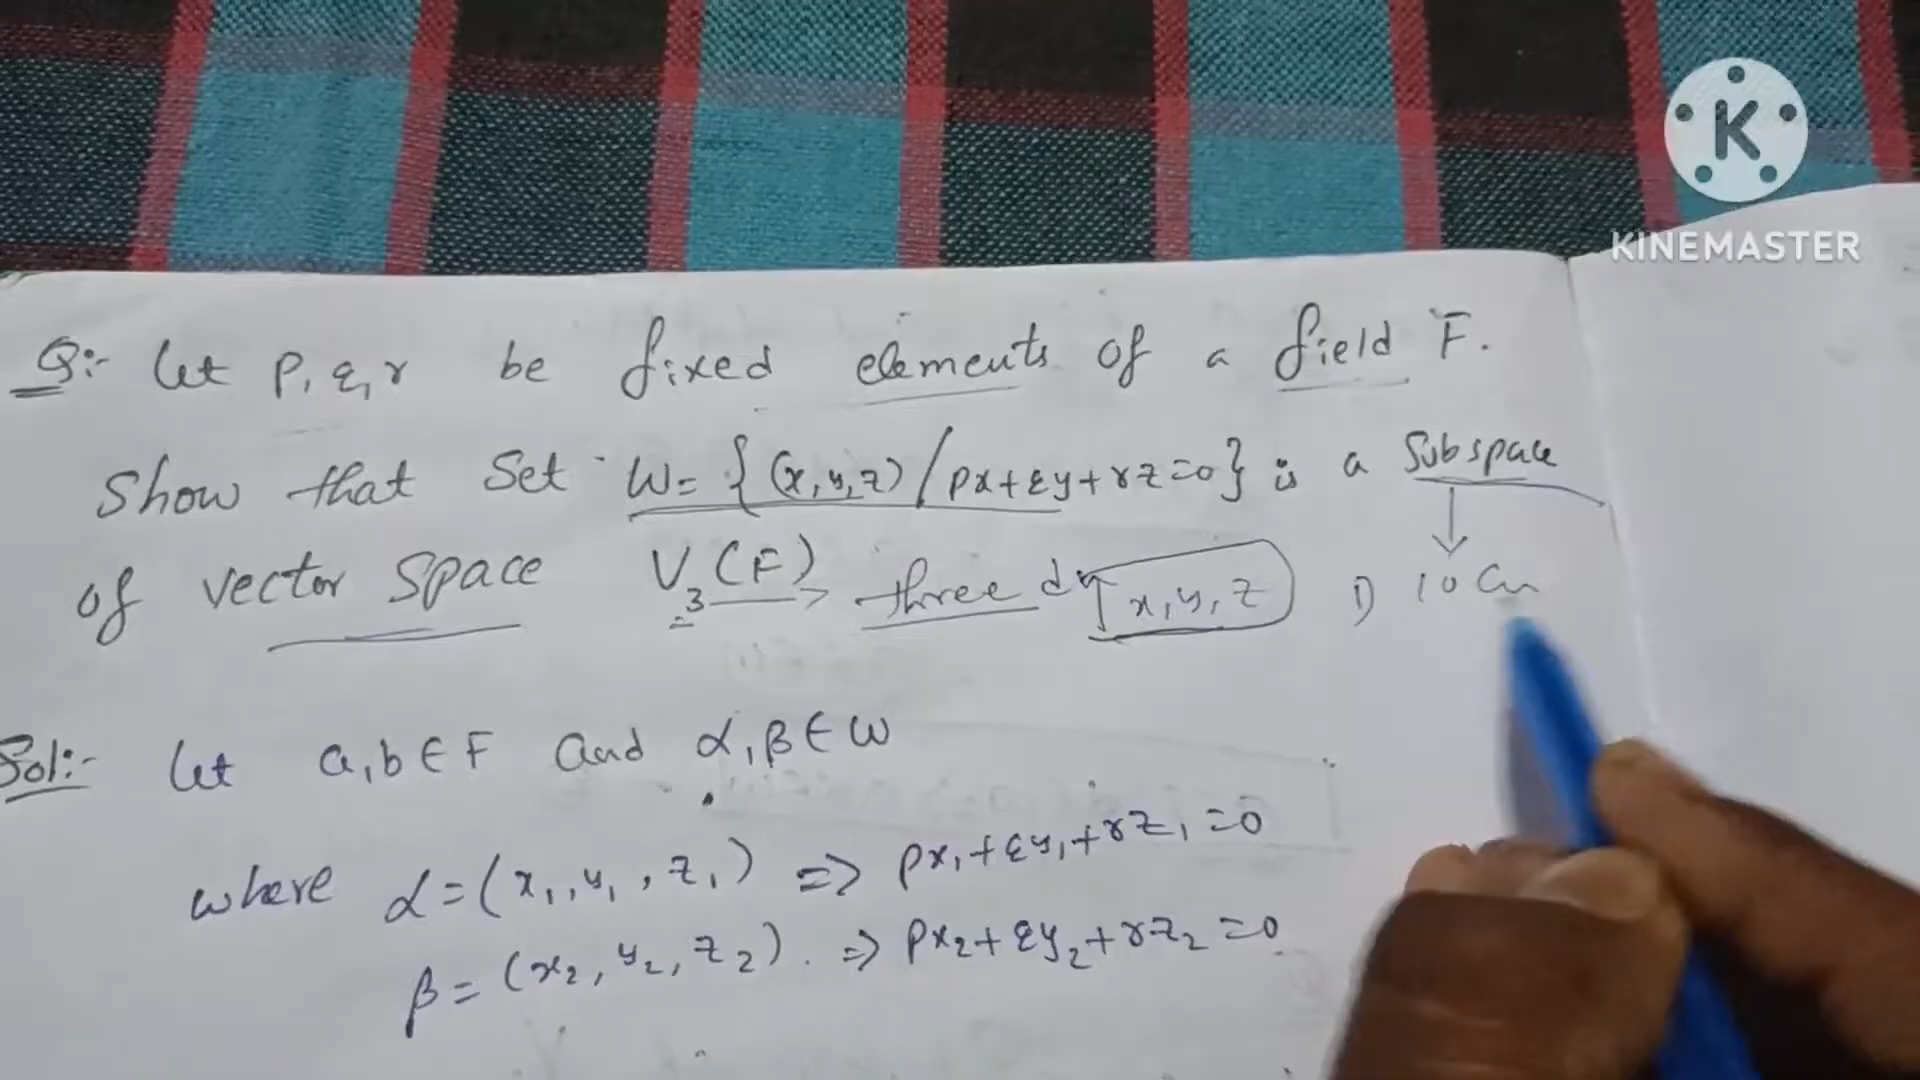 K
KINEMASTER
Q:- Let p, q, r be fixed elements of a field F.
Show that set W = {(x, y, z) / px+qy+rz=0} is a Subspace
of vector space V₃(F) three x, y, z 1) 10
Sol:- Let a, b ∈ F and α, β ∈ W
where α = (x₁, y₁, z₁) => px₁+qy₁+rz₁=0
β = (x₂, y₂, z₂). => px₂+qy₂+rz₂=0